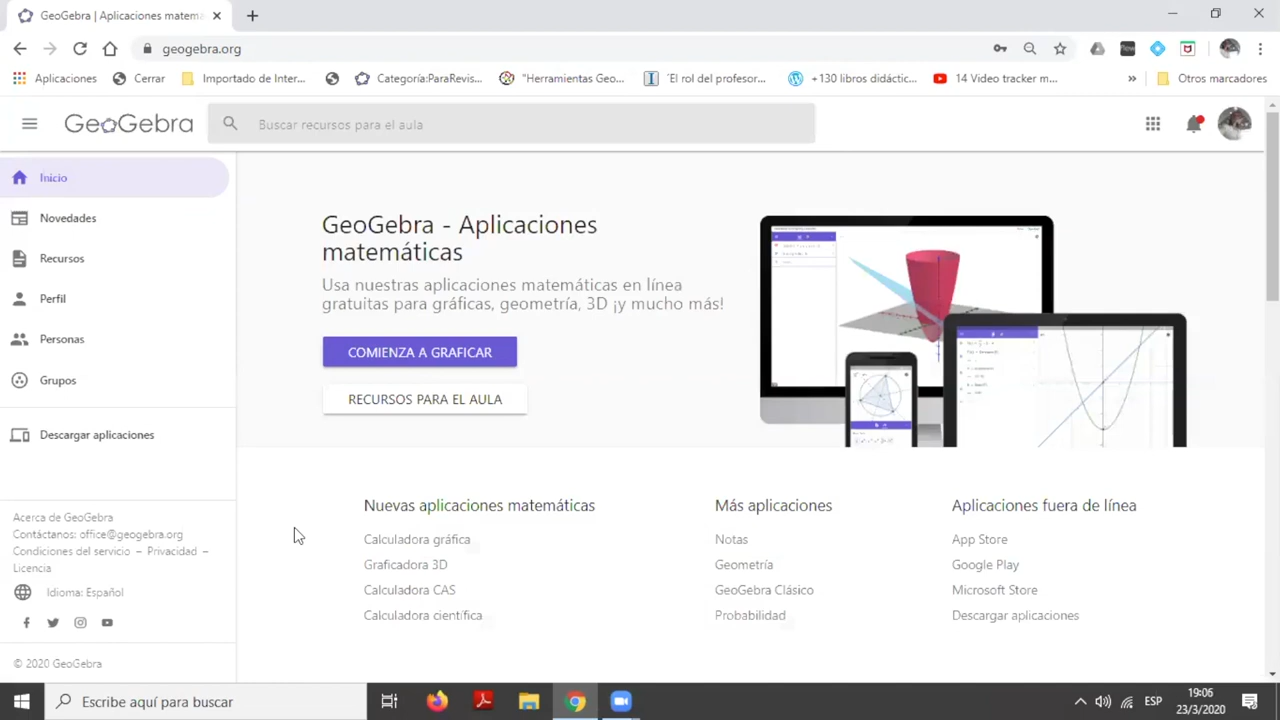 GeoGebra | Aplicaciones matema
geogebra.org
Aplicaciones
Cerrar
Importado de Inter...
Categoría:ParaRevis...
"Herramientas Geo...
´El rol del profesor...
+130 libros didáctic...
14 Video tracker m...
»
Otros marcadores
GeoGebra
Buscar recursos para el aula
Inicio
Novedades
Recursos
Perfil
Personas
Grupos
Descargar aplicaciones
Acerca de GeoGebra
Contáctanos: office@geogebra.org
Condiciones del servicio – Privacidad –
Licencia
Idioma: Español
© 2020 GeoGebra
GeoGebra - Aplicaciones
matemáticas
Usa nuestras aplicaciones matemáticas en línea
gratuitas para gráficas, geometría, 3D ¡y mucho más!
COMIENZA A GRAFICAR
RECURSOS PARA EL AULA
Nuevas aplicaciones matemáticas
Calculadora gráfica
Graficadora 3D
Calculadora CAS
Calculadora científica
Más aplicaciones
Notas
Geometría
GeoGebra Clásico
Probabilidad
Aplicaciones fuera de línea
App Store
Google Play
Microsoft Store
Descargar aplicaciones
Escribe aquí para buscar
ESP
19:06
23/3/2020